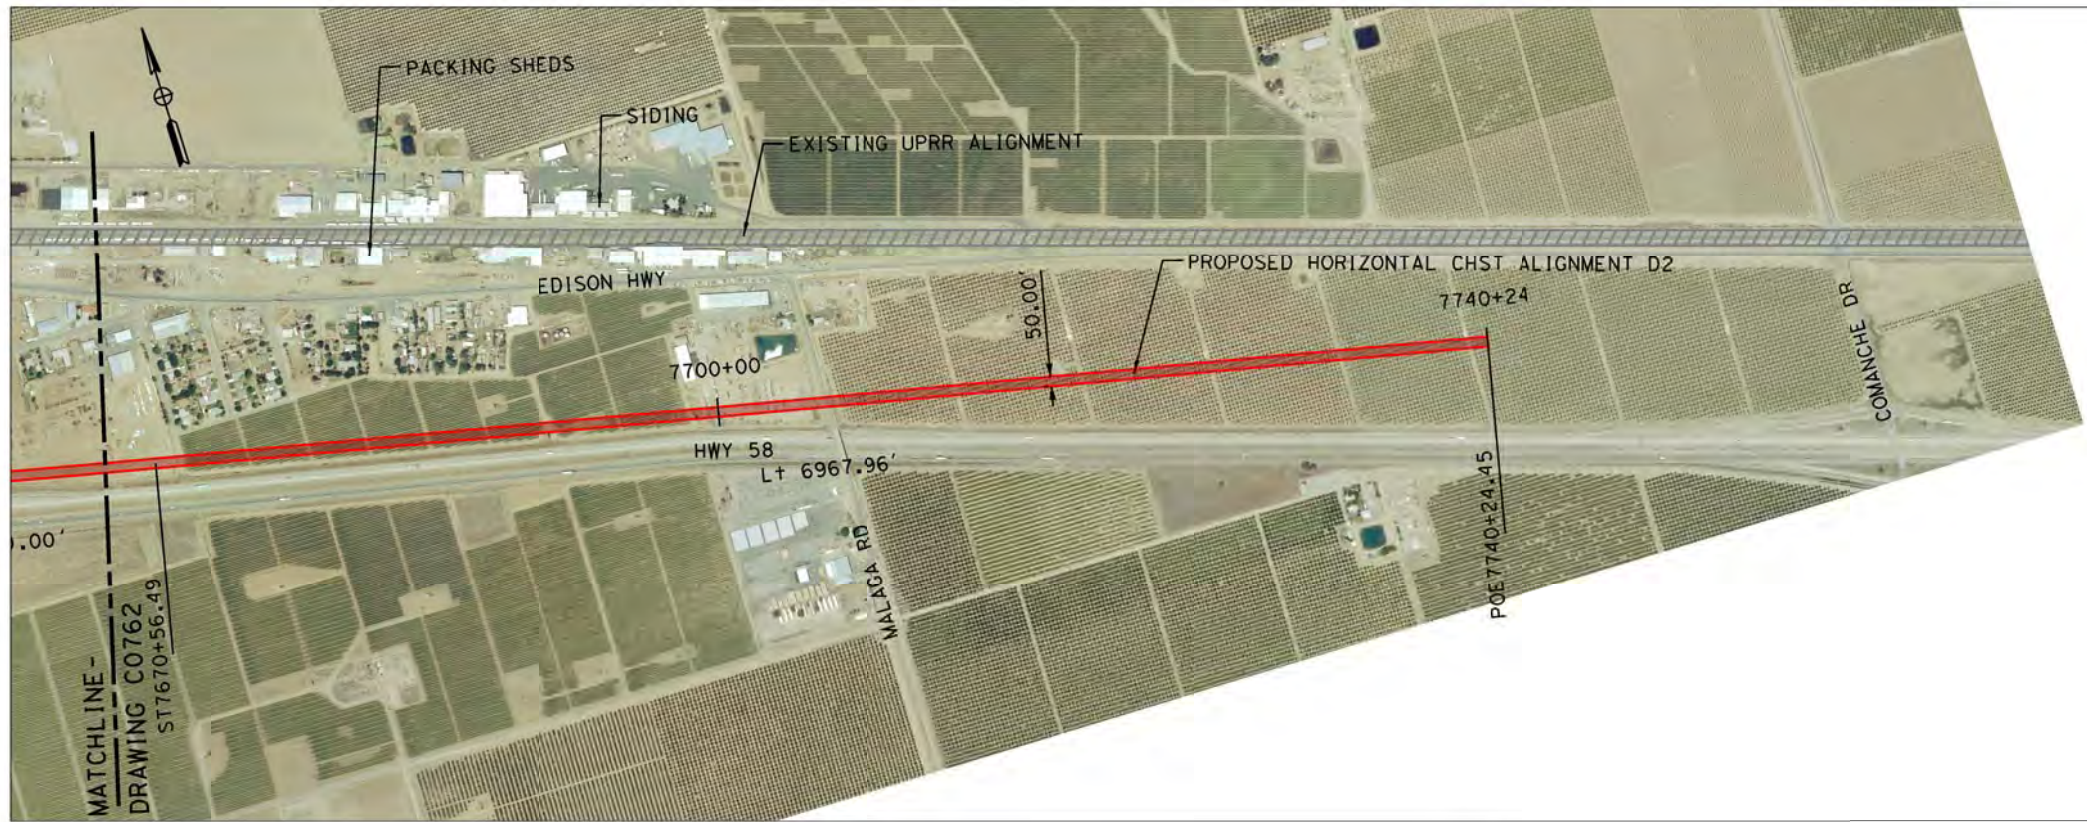 PACKING SHEDS
SIDING
EXISTING UPRR ALIGNMENT
EDISON HWY
PROPOSED HORIZONTAL CHST ALIGNMENT D2
50.00'
7740+24
COMANCHE DR
7700+00
HWY 58
Lt 6967.96'
.00'
MALAGA RD
POE7740+24.45
MATCHLINE-
DRAWING CO762
ST7670+56.49